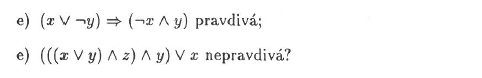 e) (x ∨ ¬y) ⇒ (¬x ∧ y) pravdivá;
e) (((x ∨ y) ∧ z) ∧ y) ∨ x nepravdivá?